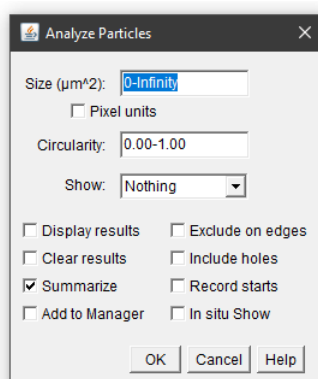 Analyze Particles
Size (µm^2): 0-Infinity
Pixel units
Circularity: 0.00-1.00
Show: Nothing
Display results Exclude on edges
Clear results Include holes
Summarize Record starts
Add to Manager In situ Show
OK Cancel Help